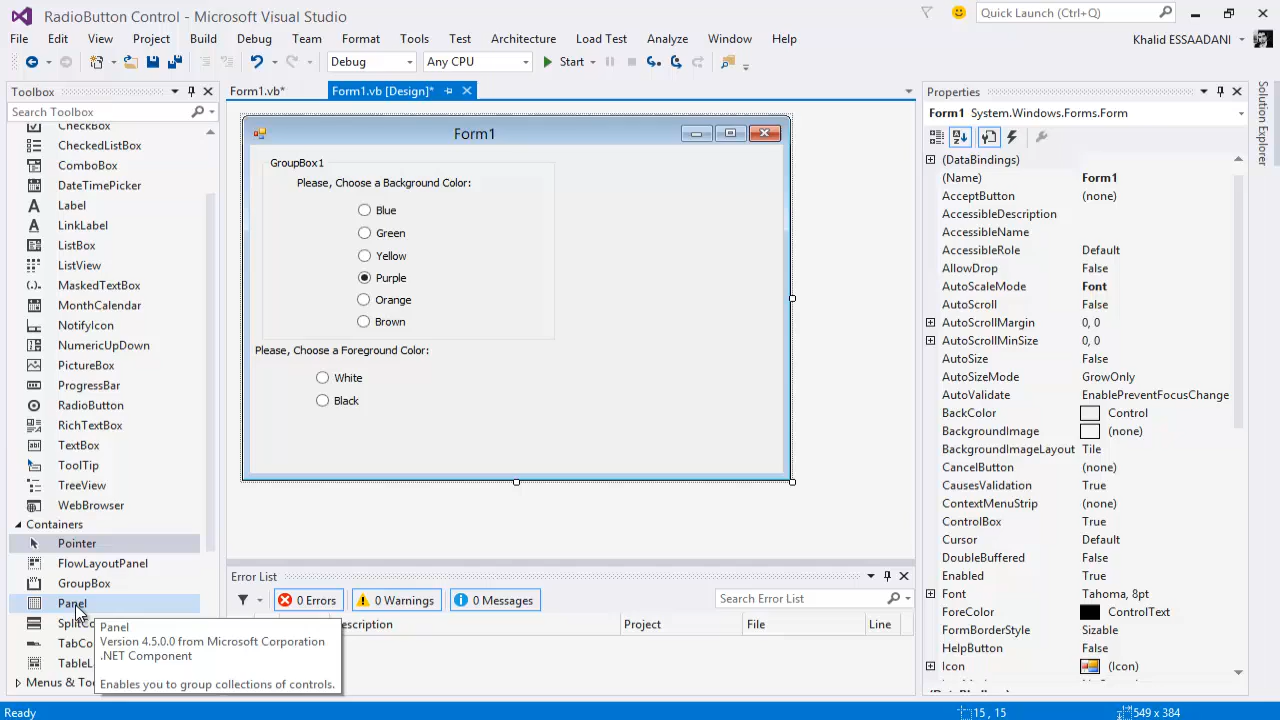 RadioButton Control - Microsoft Visual Studio
Quick Launch (Ctrl+Q)
File Edit View Project Build Debug Team Format Tools Test Architecture Load Test Analyze Window Help
Khalid ESSAADANI
Debug Any CPU Start
Toolbox
Search Toolbox
CheckBox
CheckedListBox
ComboBox
DateTimePicker
Label
LinkLabel
ListBox
ListView
MaskedTextBox
MonthCalendar
NotifyIcon
NumericUpDown
PictureBox
ProgressBar
RadioButton
RichTextBox
TextBox
ToolTip
TreeView
WebBrowser
Containers
Pointer
FlowLayoutPanel
GroupBox
Panel
SplitCo
TabCo
TableLa
Menus & To
Panel
Version 4.5.0.0 from Microsoft Corporation
.NET Component
Enables you to group collections of controls.
Form1.vb* Form1.vb [Design]*
Form1
GroupBox1
Please, Choose a Background Color:
Blue
Green
Yellow
Purple
Orange
Brown
Please, Choose a Foreground Color:
White
Black
Error List
0 Errors 0 Warnings 0 Messages Search Error List
escription Project File Line
Properties
Form1 System.Windows.Forms.Form
(DataBindings)
(Name) Form1
AcceptButton (none)
AccessibleDescription
AccessibleName
AccessibleRole Default
AllowDrop False
AutoScaleMode Font
AutoScroll False
AutoScrollMargin 0, 0
AutoScrollMinSize 0, 0
AutoSize False
AutoSizeMode GrowOnly
AutoValidate EnablePreventFocusChange
BackColor Control
BackgroundImage (none)
BackgroundImageLayout Tile
CancelButton (none)
CausesValidation True
ContextMenuStrip (none)
ControlBox True
Cursor Default
DoubleBuffered False
Enabled True
Font Tahoma, 8pt
ForeColor ControlText
FormBorderStyle Sizable
HelpButton False
Icon (Icon)
Solution Explorer
Ready 15 , 15 549 x 384